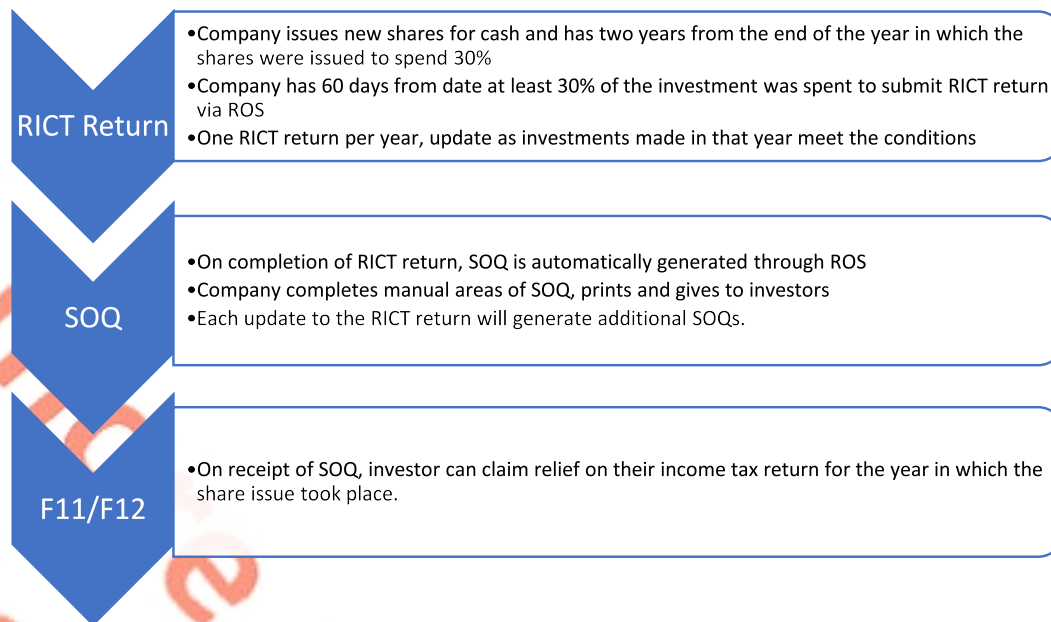 RICT Return
•Company issues new shares for cash and has two years from the end of the year in which the
shares were issued to spend 30%
•Company has 60 days from date at least 30% of the investment was spent to submit RICT return
via ROS
•One RICT return per year, update as investments made in that year meet the conditions
SOQ
•On completion of RICT return, SOQ is automatically generated through ROS
•Company completes manual areas of SOQ, prints and gives to investors
•Each update to the RICT return will generate additional SOQs.
F11/F12
•On receipt of SOQ, investor can claim relief on their income tax return for the year in which the
share issue took place.